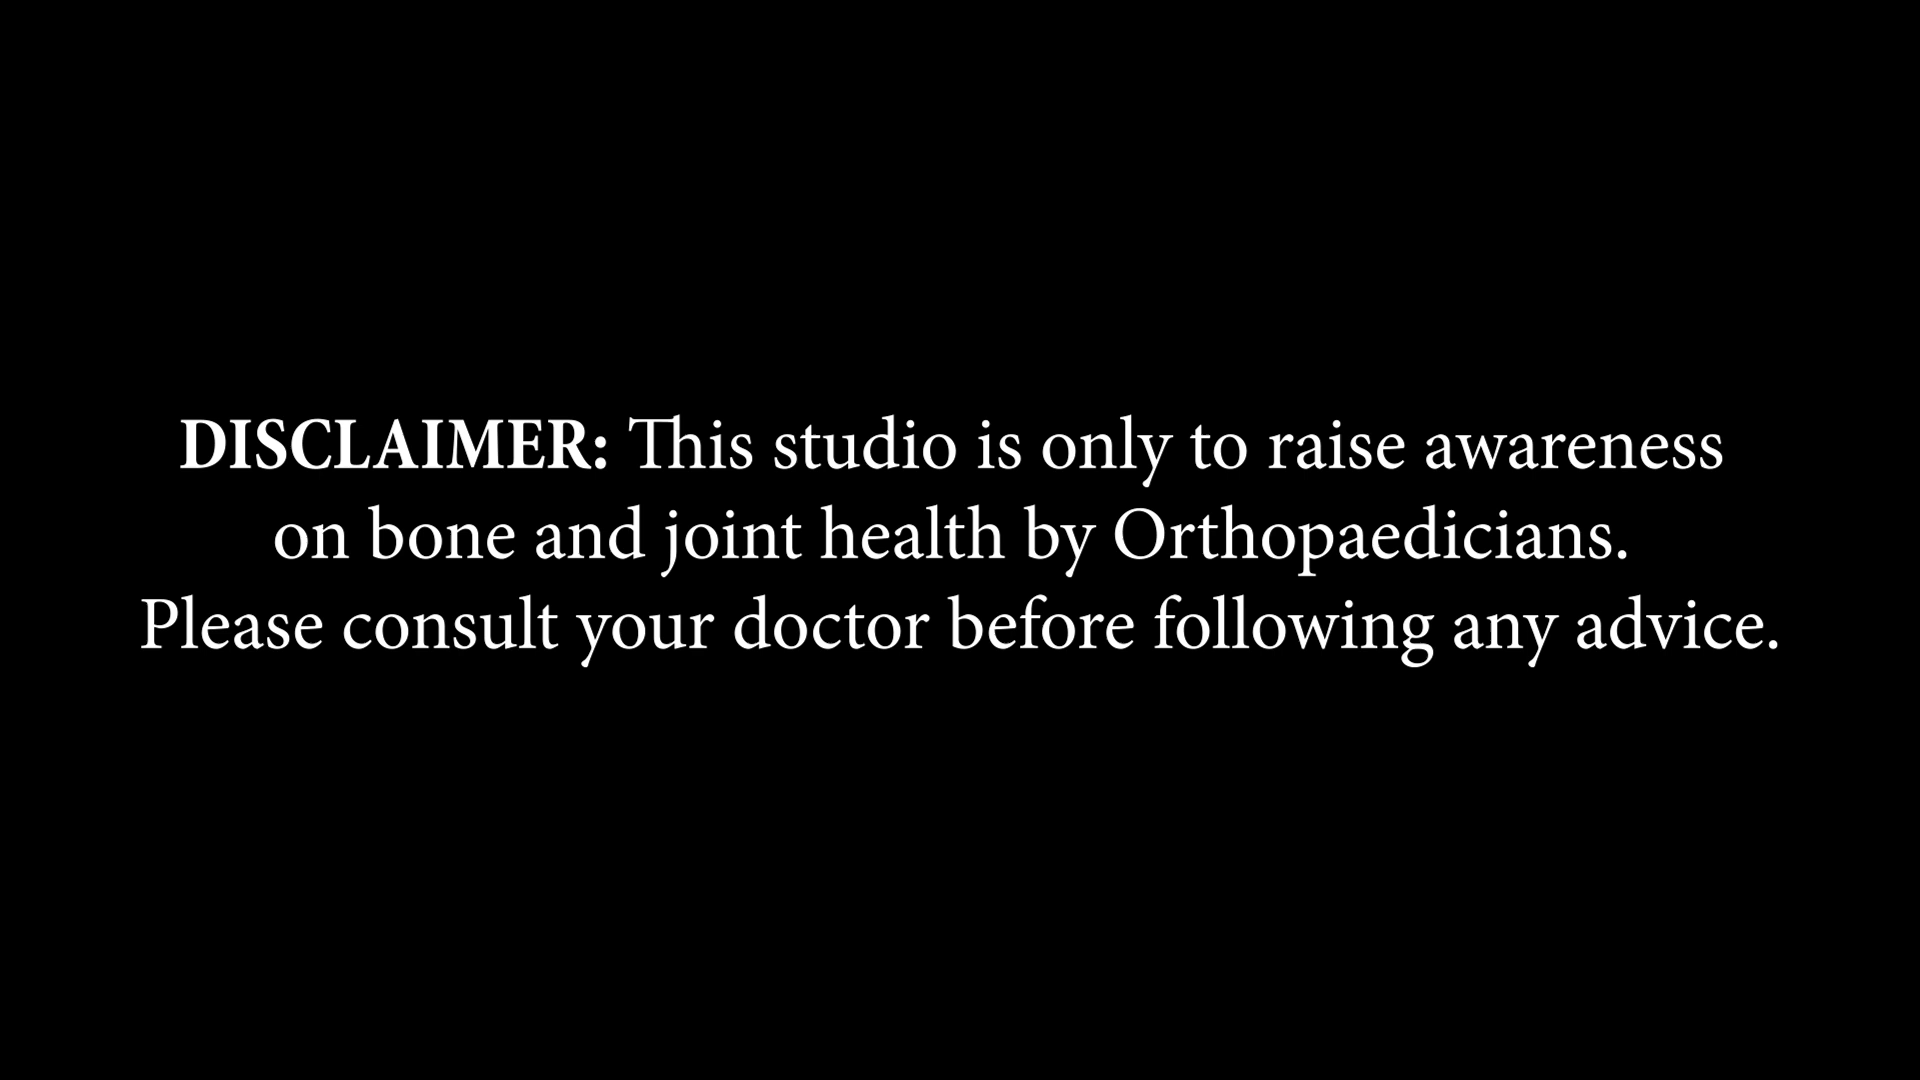 DISCLAIMER: This studio is only to raise awareness
on bone and joint health by Orthopaedicians.
Please consult your doctor before following any advice.